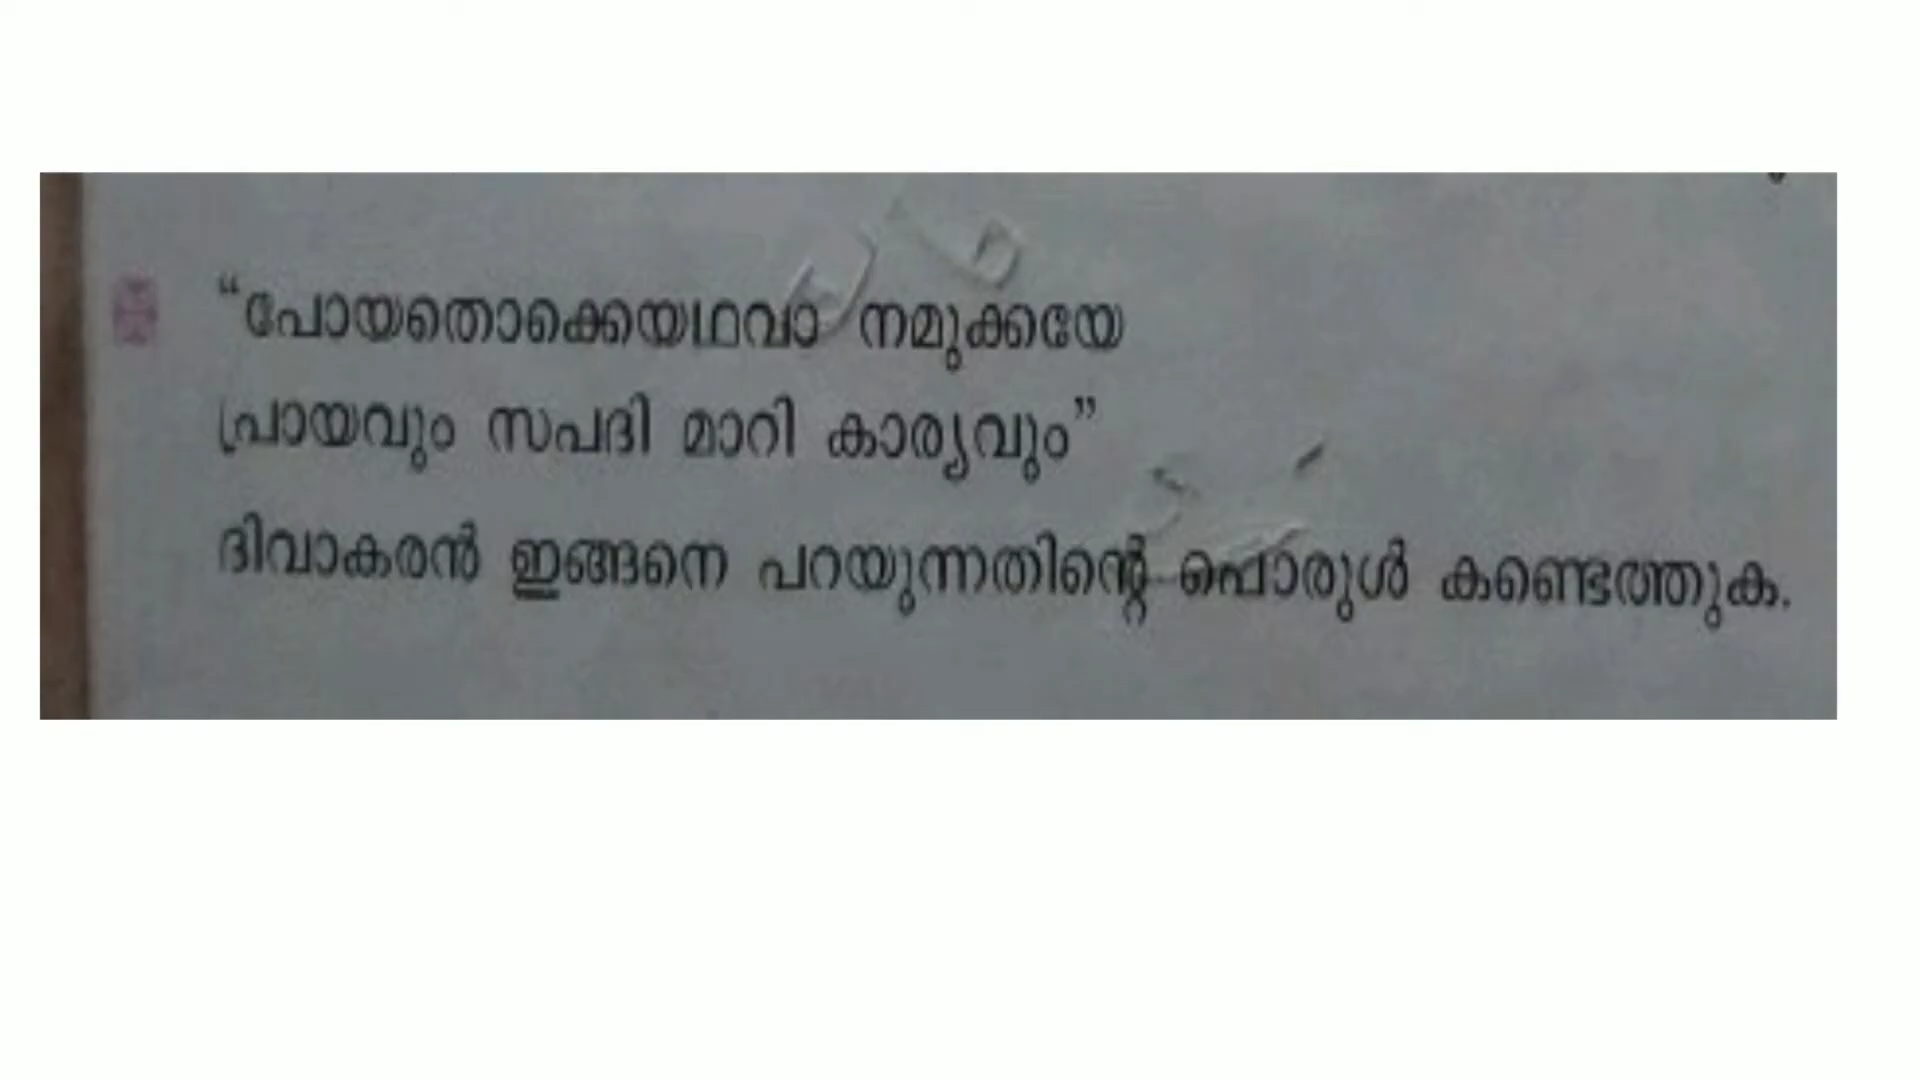 “പോയതൊക്കെയഥവാ നമുക്കയേ
പ്രായവും സപദി മാറി കാര്യവും”
ദിവാകരൻ ഇങ്ങനെ പറയുന്നതിന്റെ പൊരുൾ കണ്ടെത്തുക.